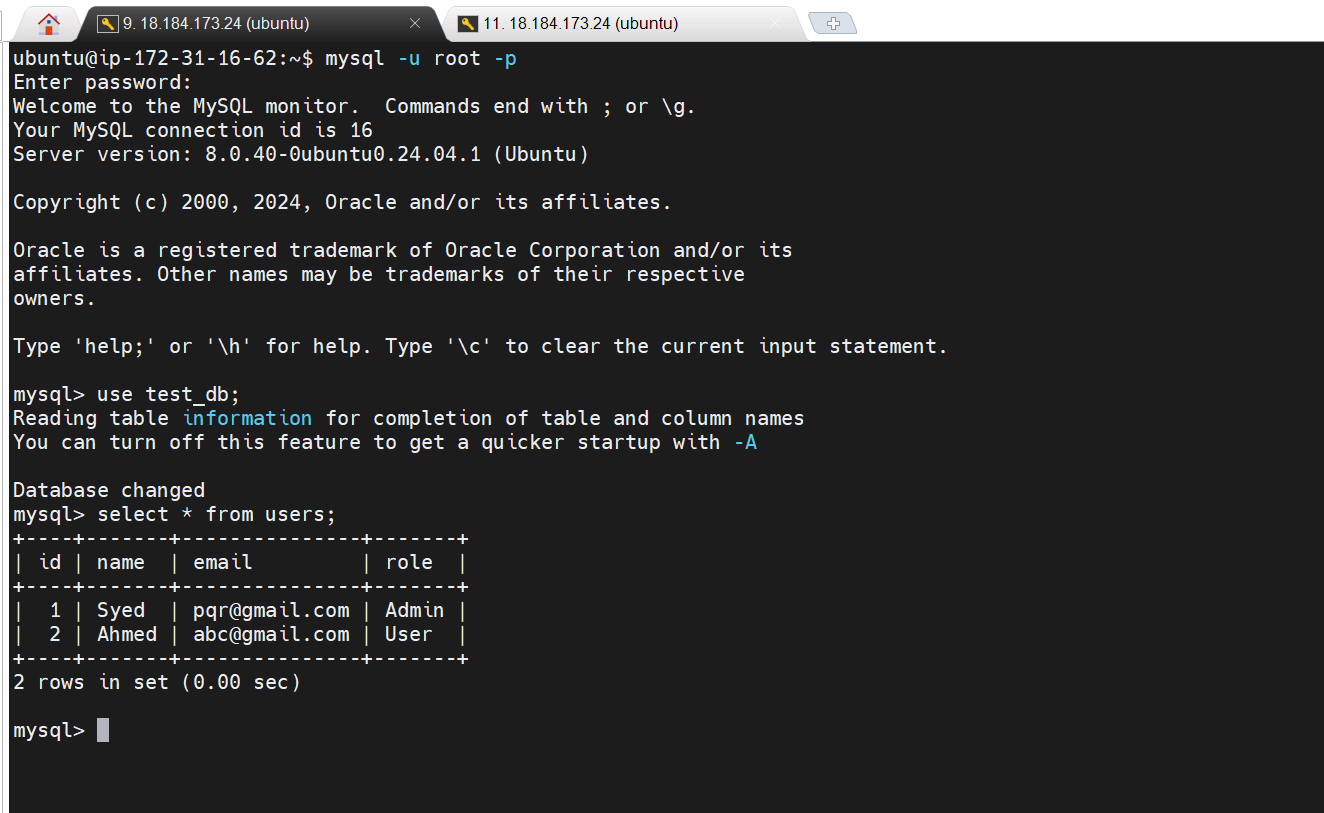 9. 18.184.173.24 (ubuntu)
11. 18.184.173.24 (ubuntu)
ubuntu@ip-172-31-16-62:~$ mysql -u root -p
Enter password:
Welcome to the MySQL monitor.  Commands end with ; or \g.
Your MySQL connection id is 16
Server version: 8.0.40-0ubuntu0.24.04.1 (Ubuntu)

Copyright (c) 2000, 2024, Oracle and/or its affiliates.

Oracle is a registered trademark of Oracle Corporation and/or its
affiliates. Other names may be trademarks of their respective
owners.

Type 'help;' or '\h' for help. Type '\c' to clear the current input statement.

mysql> use test_db;
Reading table information for completion of table and column names
You can turn off this feature to get a quicker startup with -A

Database changed
mysql> select * from users;
+----+-------+---------------+-------+
| id | name  | email         | role  |
+----+-------+---------------+-------+
|  1 | Syed  | pqr@gmail.com | Admin |
|  2 | Ahmed | abc@gmail.com | User  |
+----+-------+---------------+-------+
2 rows in set (0.00 sec)

mysql>